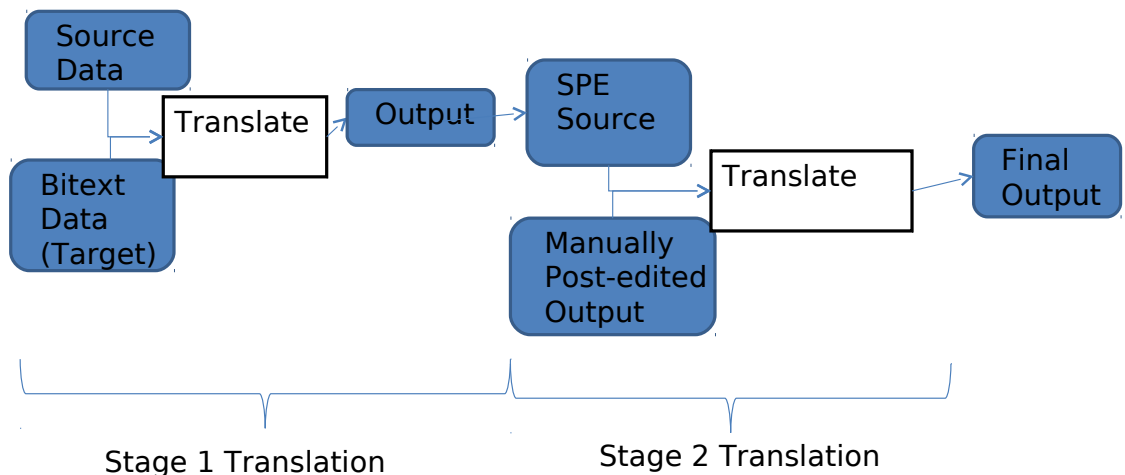 Source
Data
Translate
Bitext
Data
(Target)
Output
SPE
Source
Translate
Manually
Post-edited
Output
Final
Output
Stage 1 Translation
Stage 2 Translation